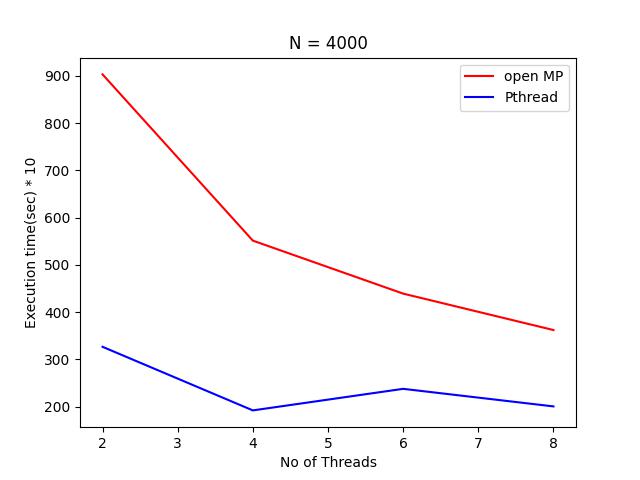 N = 4000
open MP
Pthread
Execution time(sec) * 10
900
800
700
600
500
400
300
200
2 3 4 5 6 7 8
No of Threads